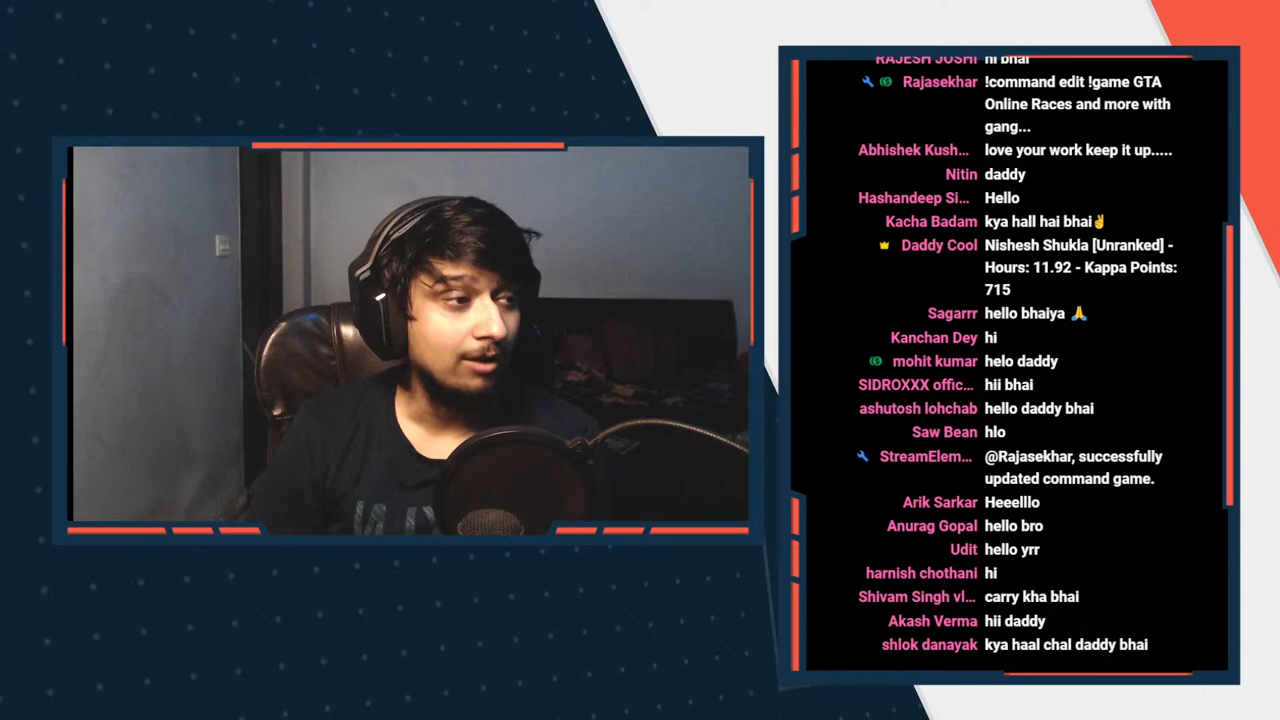 RAJESH JOSHI hi bhai
Rajasekhar !command edit !game GTA
Online Races and more with
gang...
Abhishek Kush... love your work keep it up.....
Nitin daddy
Hashandeep Si... Hello
Kacha Badam kya hall hai bhai✌️
Daddy Cool Nishesh Shukla [Unranked] -
Hours: 11.92 - Kappa Points:
715
Sagarrr hello bhaiya 🙏
Kanchan Dey hi
mohit kumar helo daddy
SIDROXXX offic... hii bhai
ashutosh lohchab hello daddy bhai
Saw Bean hlo
StreamElem... @Rajasekhar, successfully
updated command game.
Arik Sarkar Heeelllo
Anurag Gopal hello bro
Udit hello yrr
harnish chothani hi
Shivam Singh vl... carry kha bhai
Akash Verma hii daddy
shlok danayak kya haal chal daddy bhai